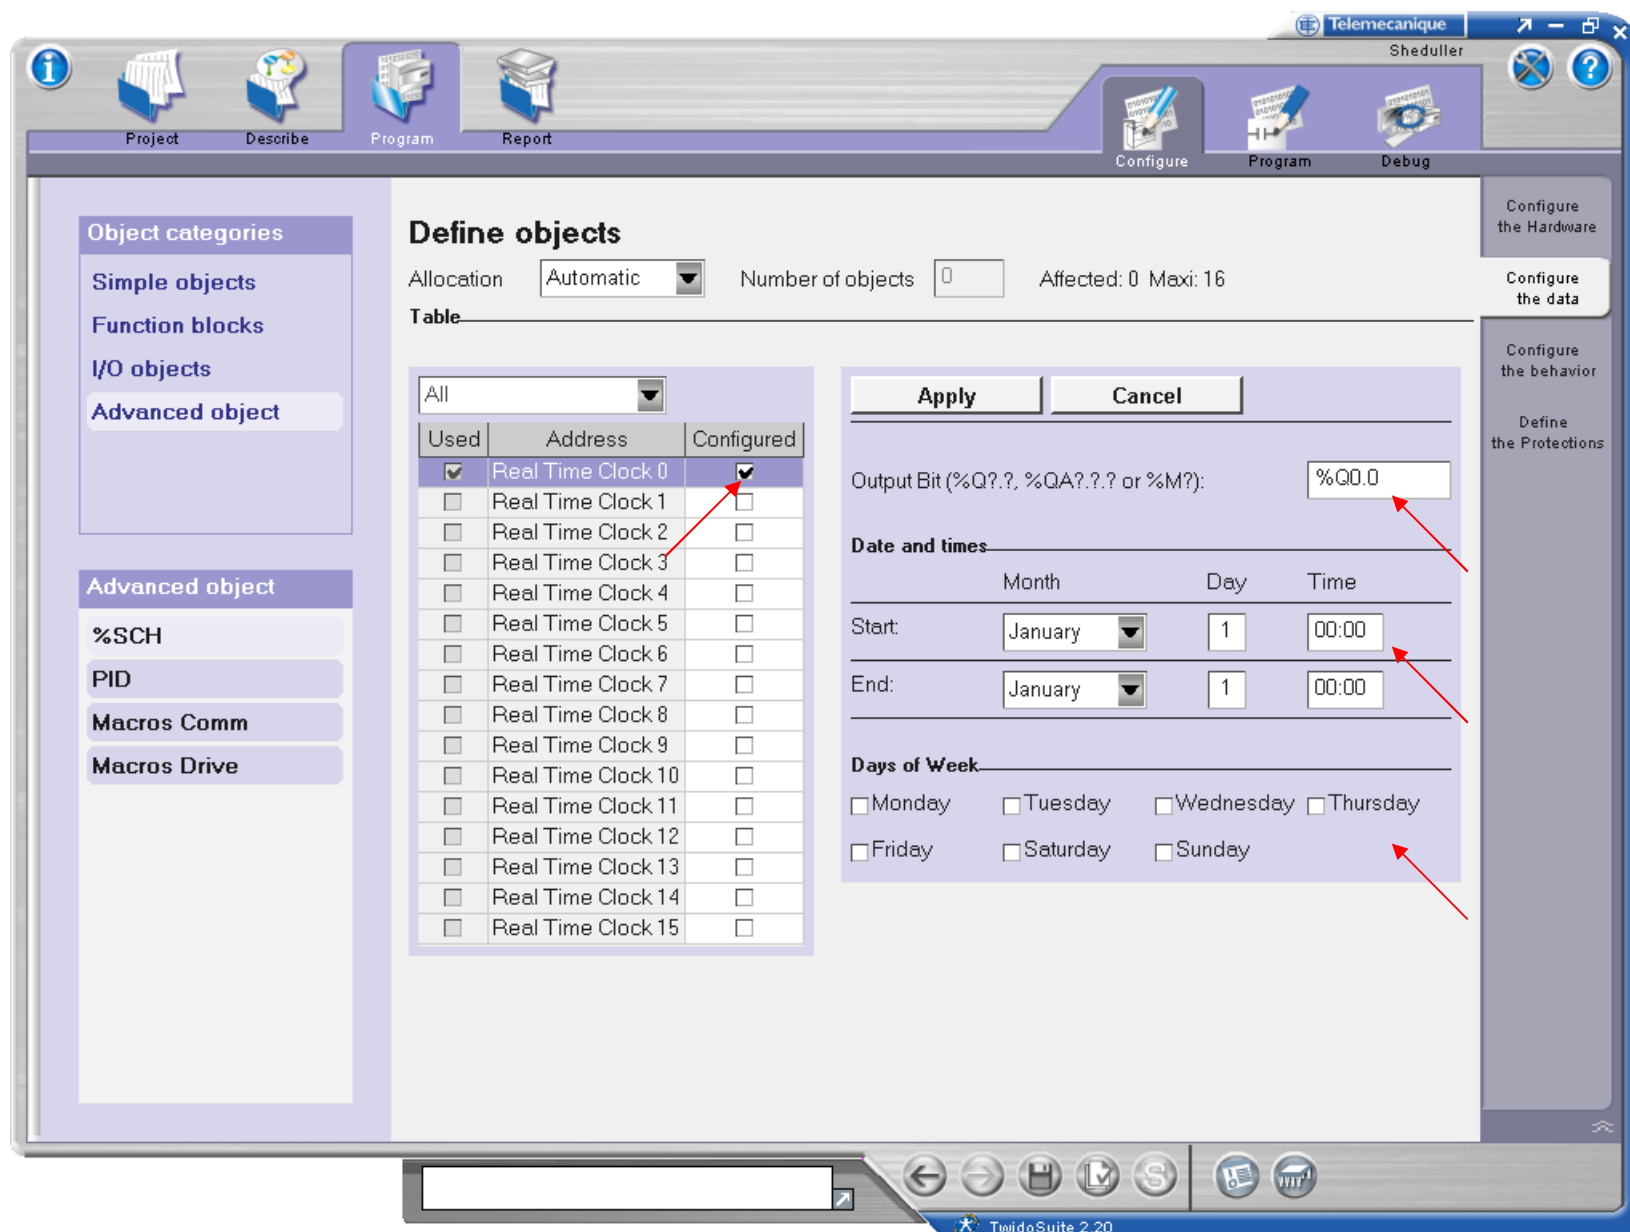 Telemecanique
Sheduller
Project
Describe
Program
Report
Configure
Program
Debug
Object categories
Simple objects
Function blocks
I/O objects
Advanced object
Advanced object
%SCH
PID
Macros Comm
Macros Drive
Define objects
Allocation Automatic Number of objects 0 Affected: 0 Maxi: 16
Table
All
Used Address Configured
Real Time Clock 0
Real Time Clock 1
Real Time Clock 2
Real Time Clock 3
Real Time Clock 4
Real Time Clock 5
Real Time Clock 6
Real Time Clock 7
Real Time Clock 8
Real Time Clock 9
Real Time Clock 10
Real Time Clock 11
Real Time Clock 12
Real Time Clock 13
Real Time Clock 14
Real Time Clock 15
Apply Cancel
Output Bit (%Q?.?, %QA?.?.? or %M?): %Q0.0
Date and times
Month Day Time
Start: January 1 00:00
End: January 1 00:00
Days of Week
Monday Tuesday Wednesday Thursday
Friday Saturday Sunday
Configure
the Hardware
Configure
the data
Configure
the behavior
Define
the Protections
TwidoSuite 2.20